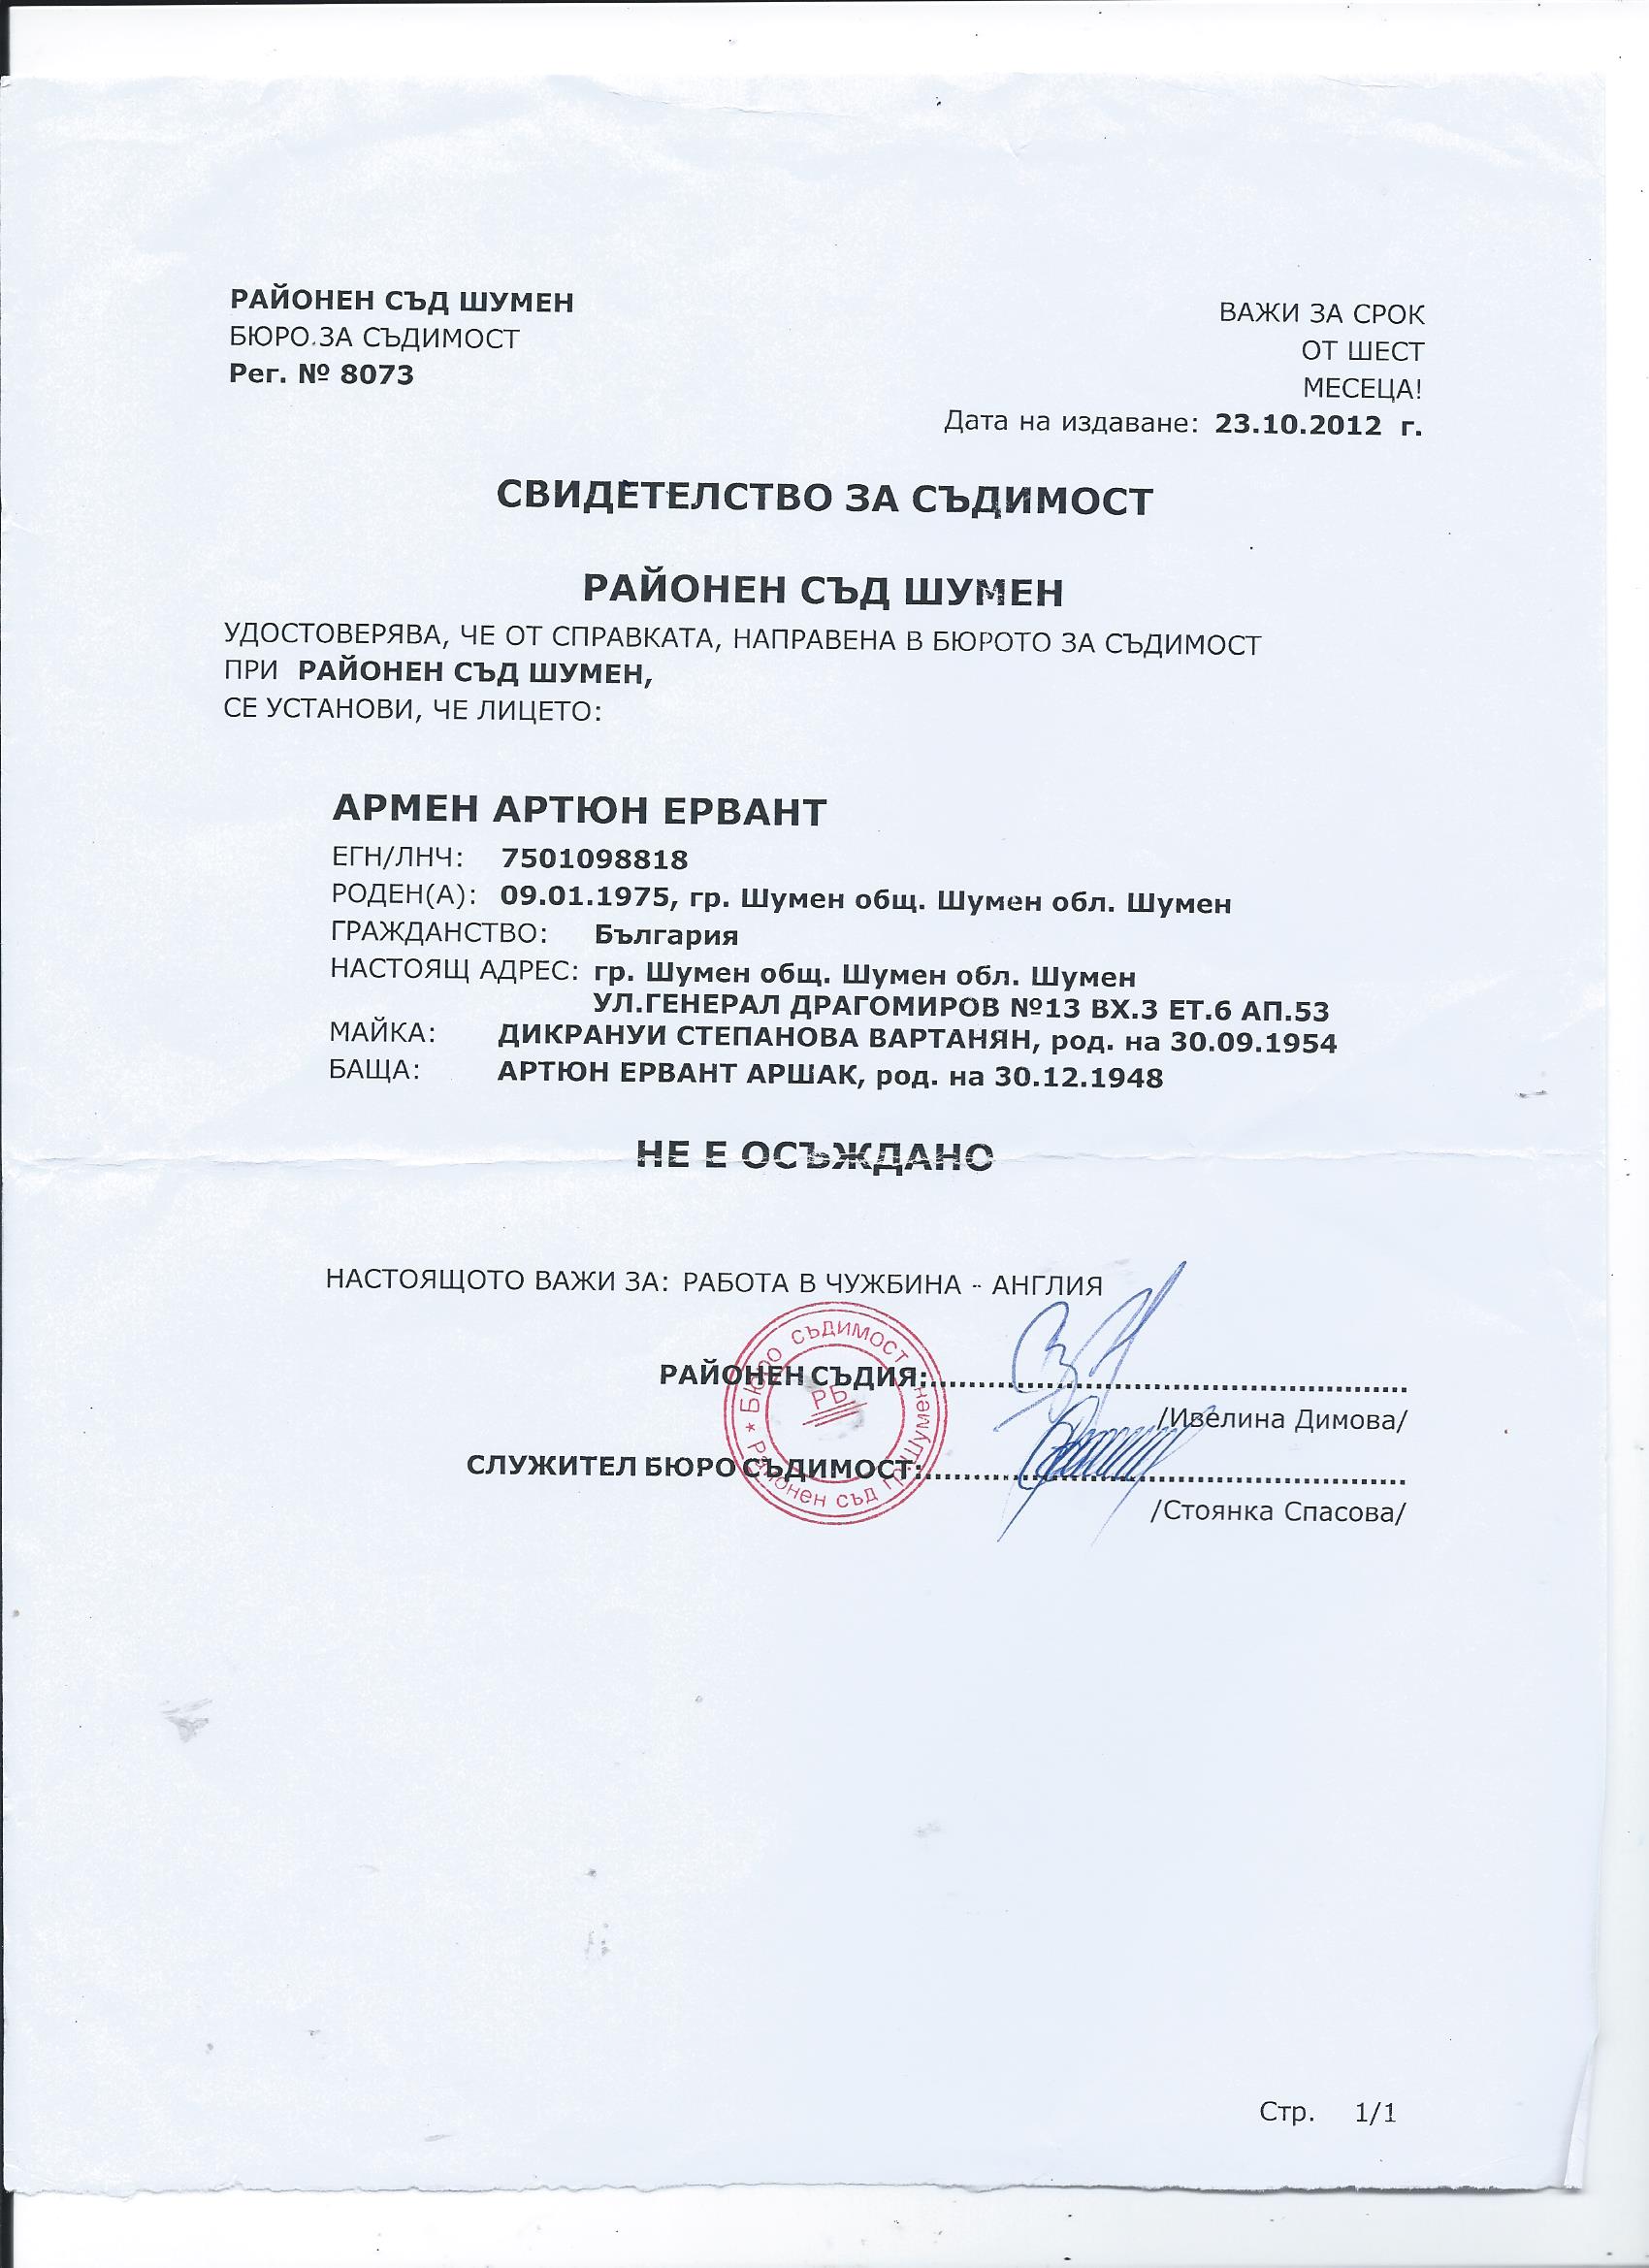 РАЙОНЕН СЪД ШУМЕН
БЮРО ЗА СЪДИМОСТ
Рег. № 8073
ВАЖИ ЗА СРОК
ОТ ШЕСТ
МЕСЕЦА!
Дата на издаване: 23.10.2012 г.
СВИДЕТЕЛСТВО ЗА СЪДИМОСТ
РАЙОНЕН СЪД ШУМЕН
УДОСТОВЕРЯВА, ЧЕ ОТ СПРАВКАТА, НАПРАВЕНА В БЮРОТО ЗА СЪДИМОСТ
ПРИ РАЙОНЕН СЪД ШУМЕН,
СЕ УСТАНОВИ, ЧЕ ЛИЦЕТО:
АРМЕН АРТЮН ЕРВАНТ
ЕГН/ЛНЧ: 7501098818
РОДЕН(А): 09.01.1975, гр. Шумен общ. Шумен обл. Шумен
ГРАЖДАНСТВО: България
НАСТОЯЩ АДРЕС: гр. Шумен общ. Шумен обл. Шумен
УЛ.ГЕНЕРАЛ ДРАГОМИРОВ №13 ВХ.3 ЕТ.6 АП.53
МАЙКА: ДИКРАНУИ СТЕПАНОВА ВАРТАНЯН, род. на 30.09.1954
БАЩА: АРТЮН ЕРВАНТ АРШАК, род. на 30.12.1948
НЕ Е ОСЪЖДАНО
НАСТОЯЩОТО ВАЖИ ЗА: РАБОТА В ЧУЖБИНА - АНГЛИЯ
РАЙОНЕН СЪДИЯ:
/Ивелина Димова/
СЛУЖИТЕЛ БЮРО СЪДИМОСТ:
/Стоянка Спасова/
Бюро съдимост
Районен съд гр.Шумен
РБ
Стр. 1/1